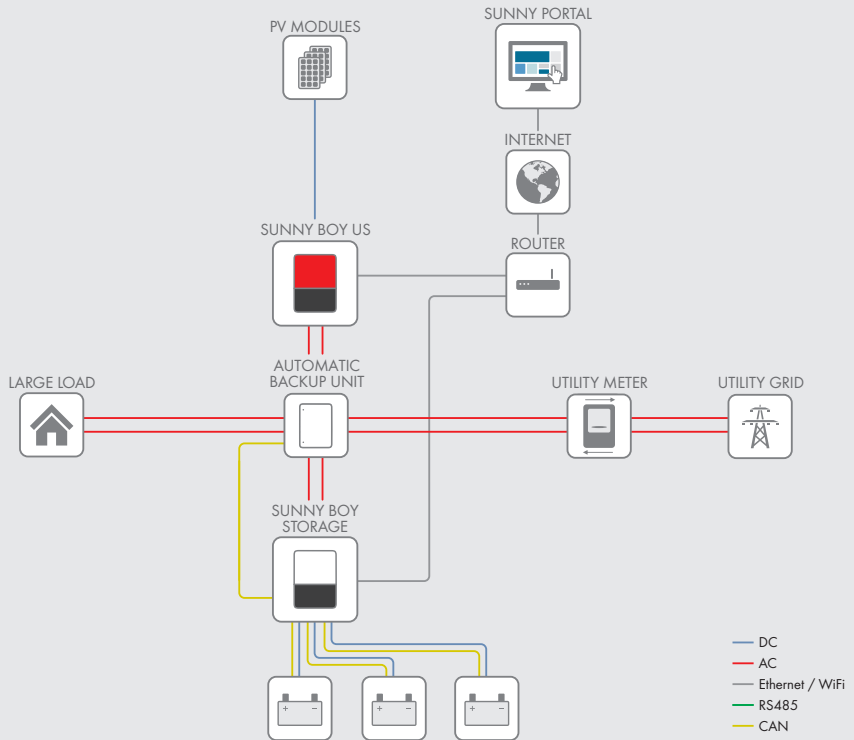 PV MODULES
SUNNY PORTAL
INTERNET
SUNNY BOY US
ROUTER
AUTOMATIC
BACKUP UNIT
LARGE LOAD
UTILITY METER
UTILITY GRID
SUNNY BOY
STORAGE
+ −
+ −
+ −
DC
AC
Ethernet / WiFi
RS485
CAN